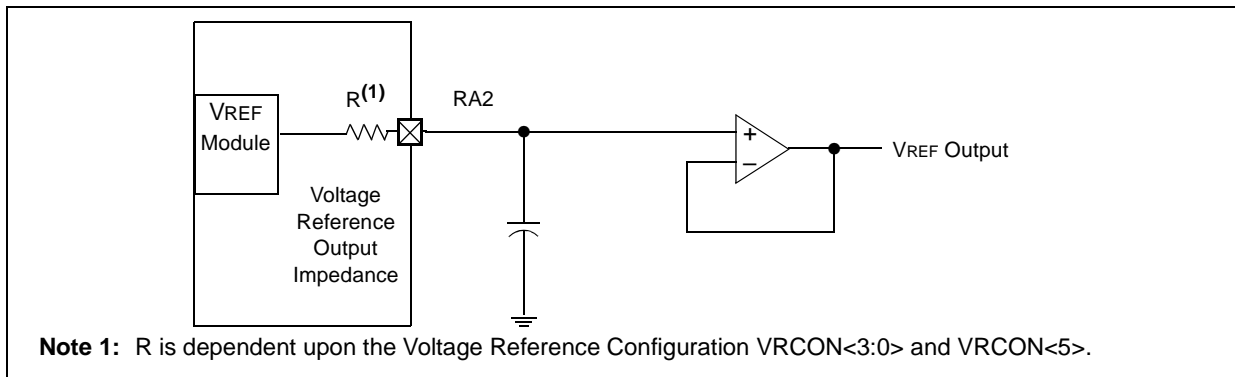 VREF
Module
R(1)
RA2
Voltage
Reference
Output
Impedance
+
–
VREF Output
Note 1: R is dependent upon the Voltage Reference Configuration VRCON<3:0> and VRCON<5>.